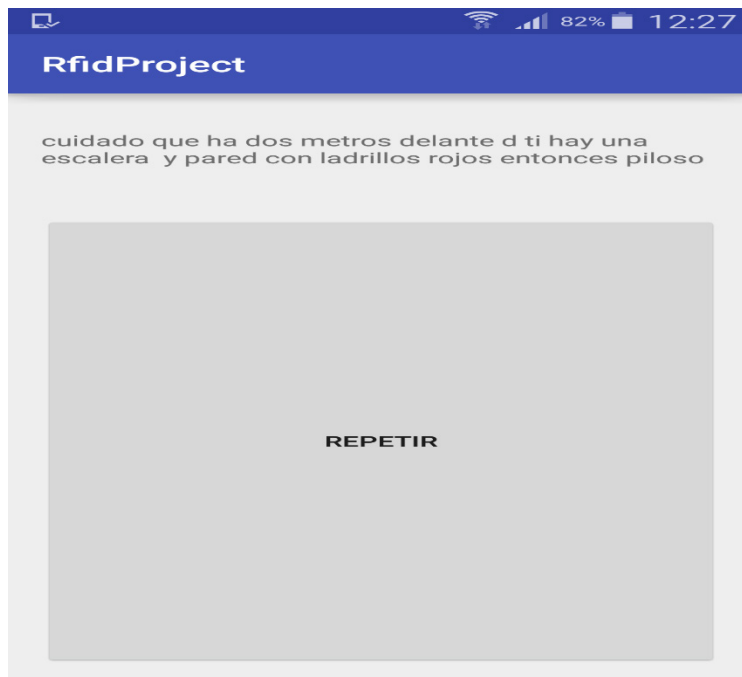 82% 12:27
RfidProject
cuidado que ha dos metros delante d ti hay una
escalera y pared con ladrillos rojos entonces piloso
REPETIR